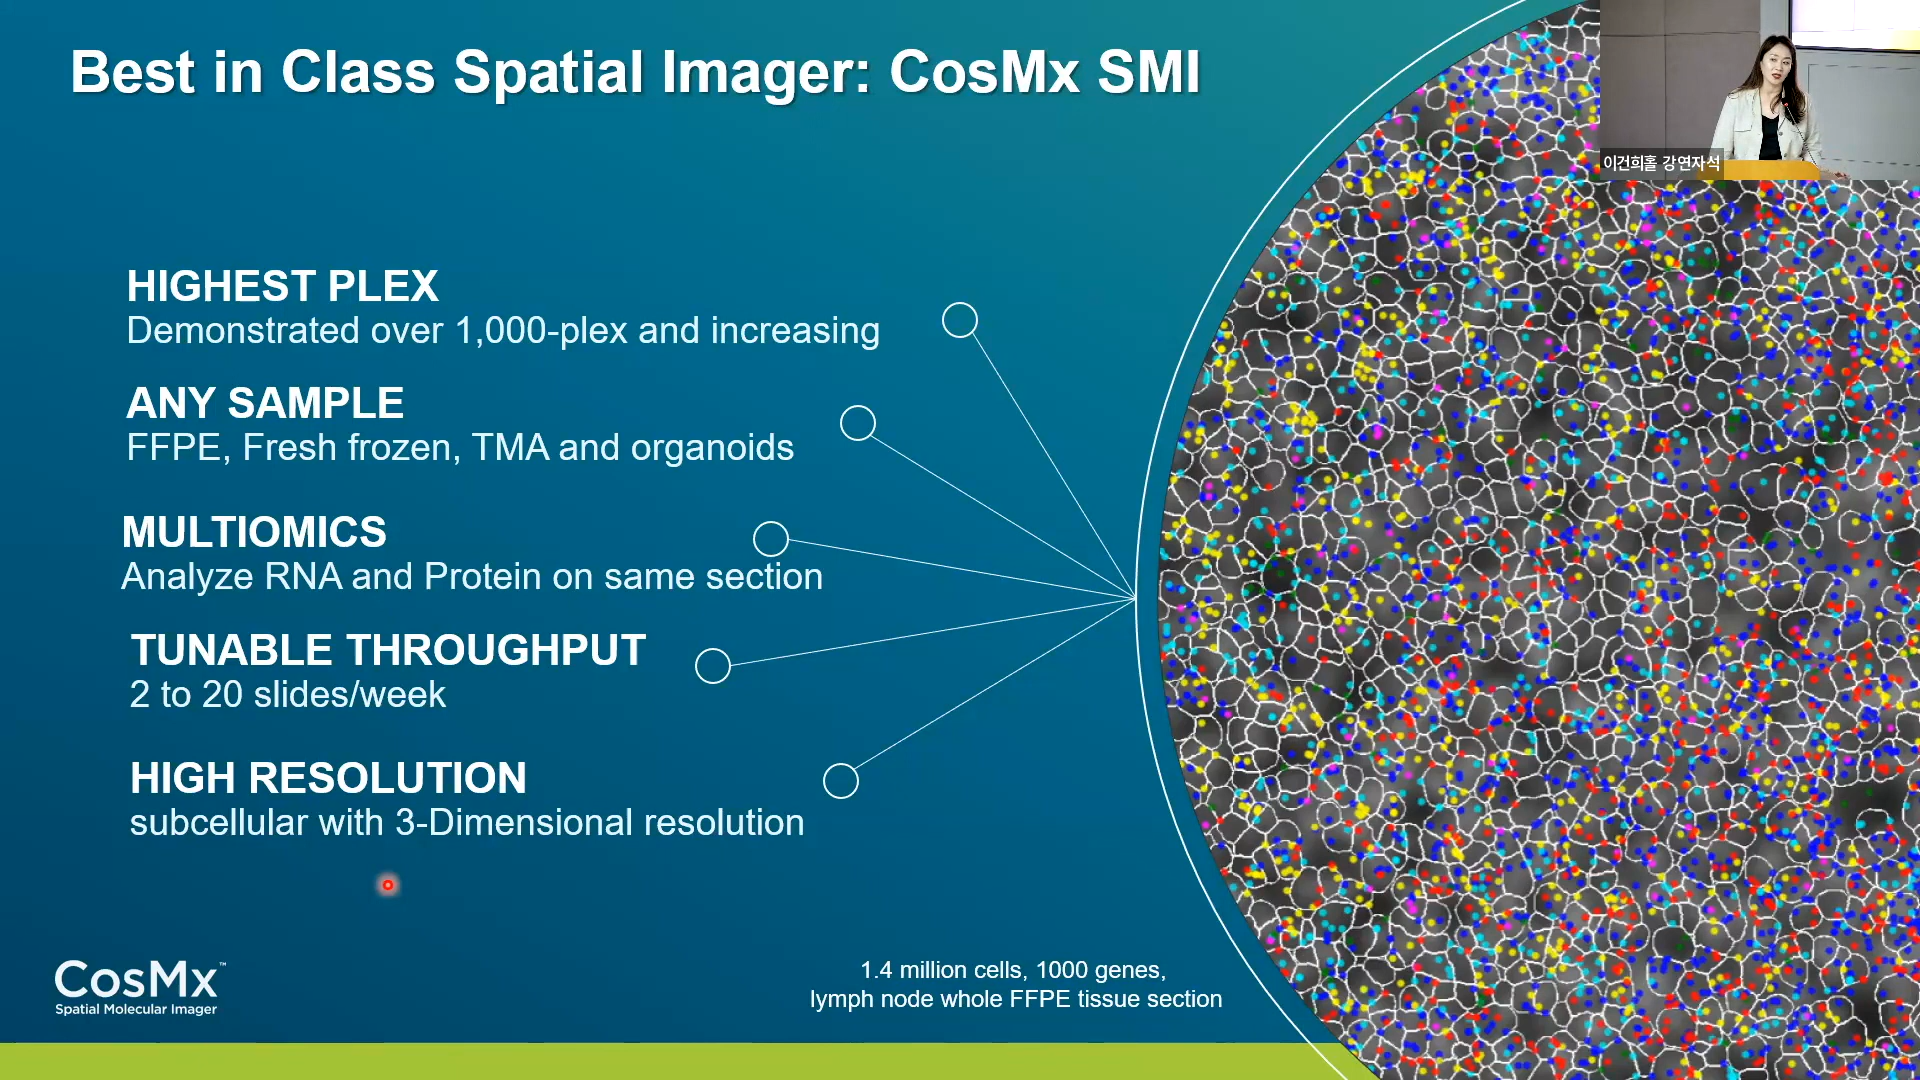 Best in Class Spatial Imager: CosMx SMI
이건희홀 강연자석
HIGHEST PLEX
Demonstrated over 1,000-plex and increasing
ANY SAMPLE
FFPE, Fresh frozen, TMA and organoids
MULTIOMICS
Analyze RNA and Protein on same section
TUNABLE THROUGHPUT
2 to 20 slides/week
HIGH RESOLUTION
subcellular with 3-Dimensional resolution
CosMx™
Spatial Molecular Imager
1.4 million cells, 1000 genes,
lymph node whole FFPE tissue section